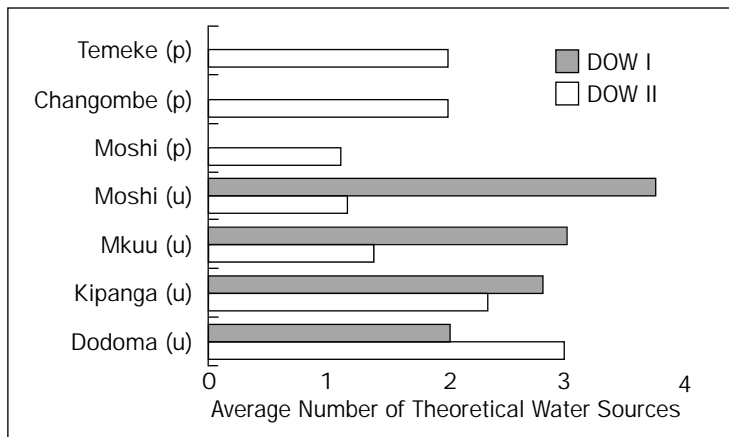 Temeke (p)
Changombe (p)
Moshi (p)
Moshi (u)
Mkuu (u)
Kipanga (u)
Dodoma (u)
DOW I
DOW II
0 1 2 3 4
Average Number of Theoretical Water Sources